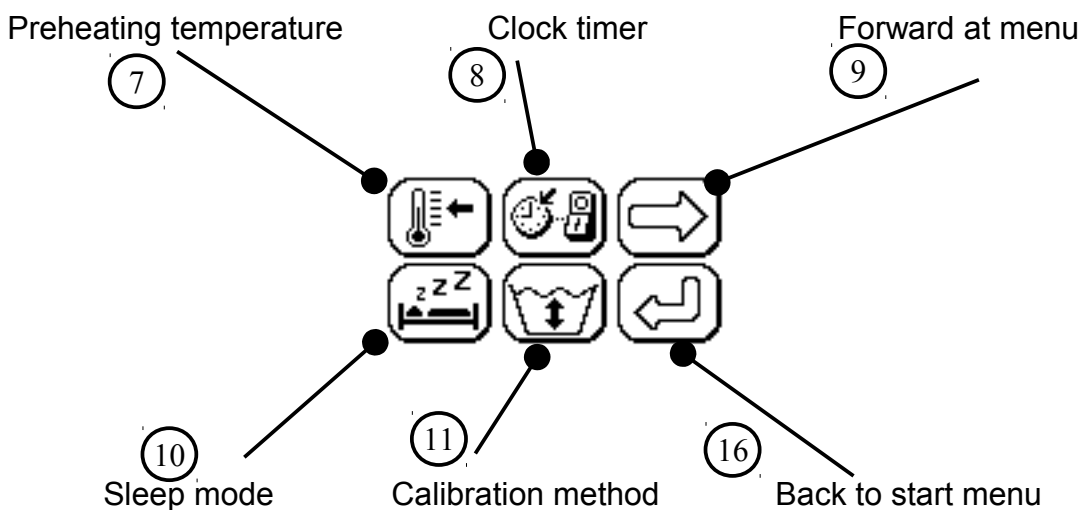 Preheating temperature Clock timer Forward at menu
7 8 9
z z Z
10 11 16
Sleep mode Calibration method Back to start menu